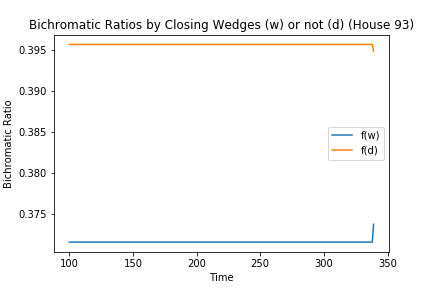 Bichromatic Ratios by Closing Wedges (w) or not (d) (House 93)
0.395
0.390
0.385
0.380
0.375
Bichromatic Ratio
f(w)
f(d)
100
150
200
250
300
350
Time